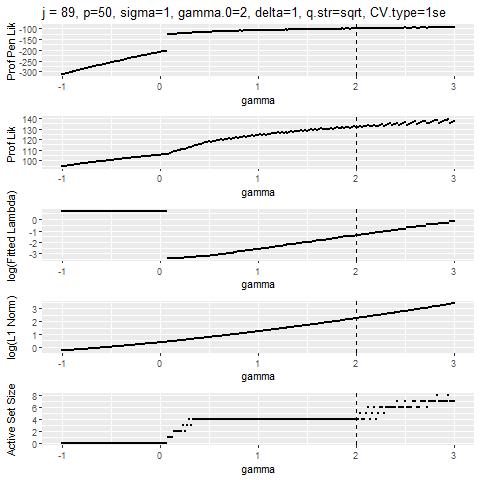 j = 89, p=50, sigma=1, gamma.0=2, delta=1, q.str=sqrt, CV.type=1se
Prof Pen Lik
-100
-150
-200
-250
-300
-1 0 1 2 3
gamma
Prof Lik
140
130
120
110
100
-1 0 1 2 3
gamma
log(Fitted Lambda)
0
-1
-2
-3
-1 0 1 2 3
gamma
log(L1 Norm)
3
2
1
0
-1 0 1 2 3
gamma
Active Set Size
8
6
4
2
0
-1 0 1 2 3
gamma